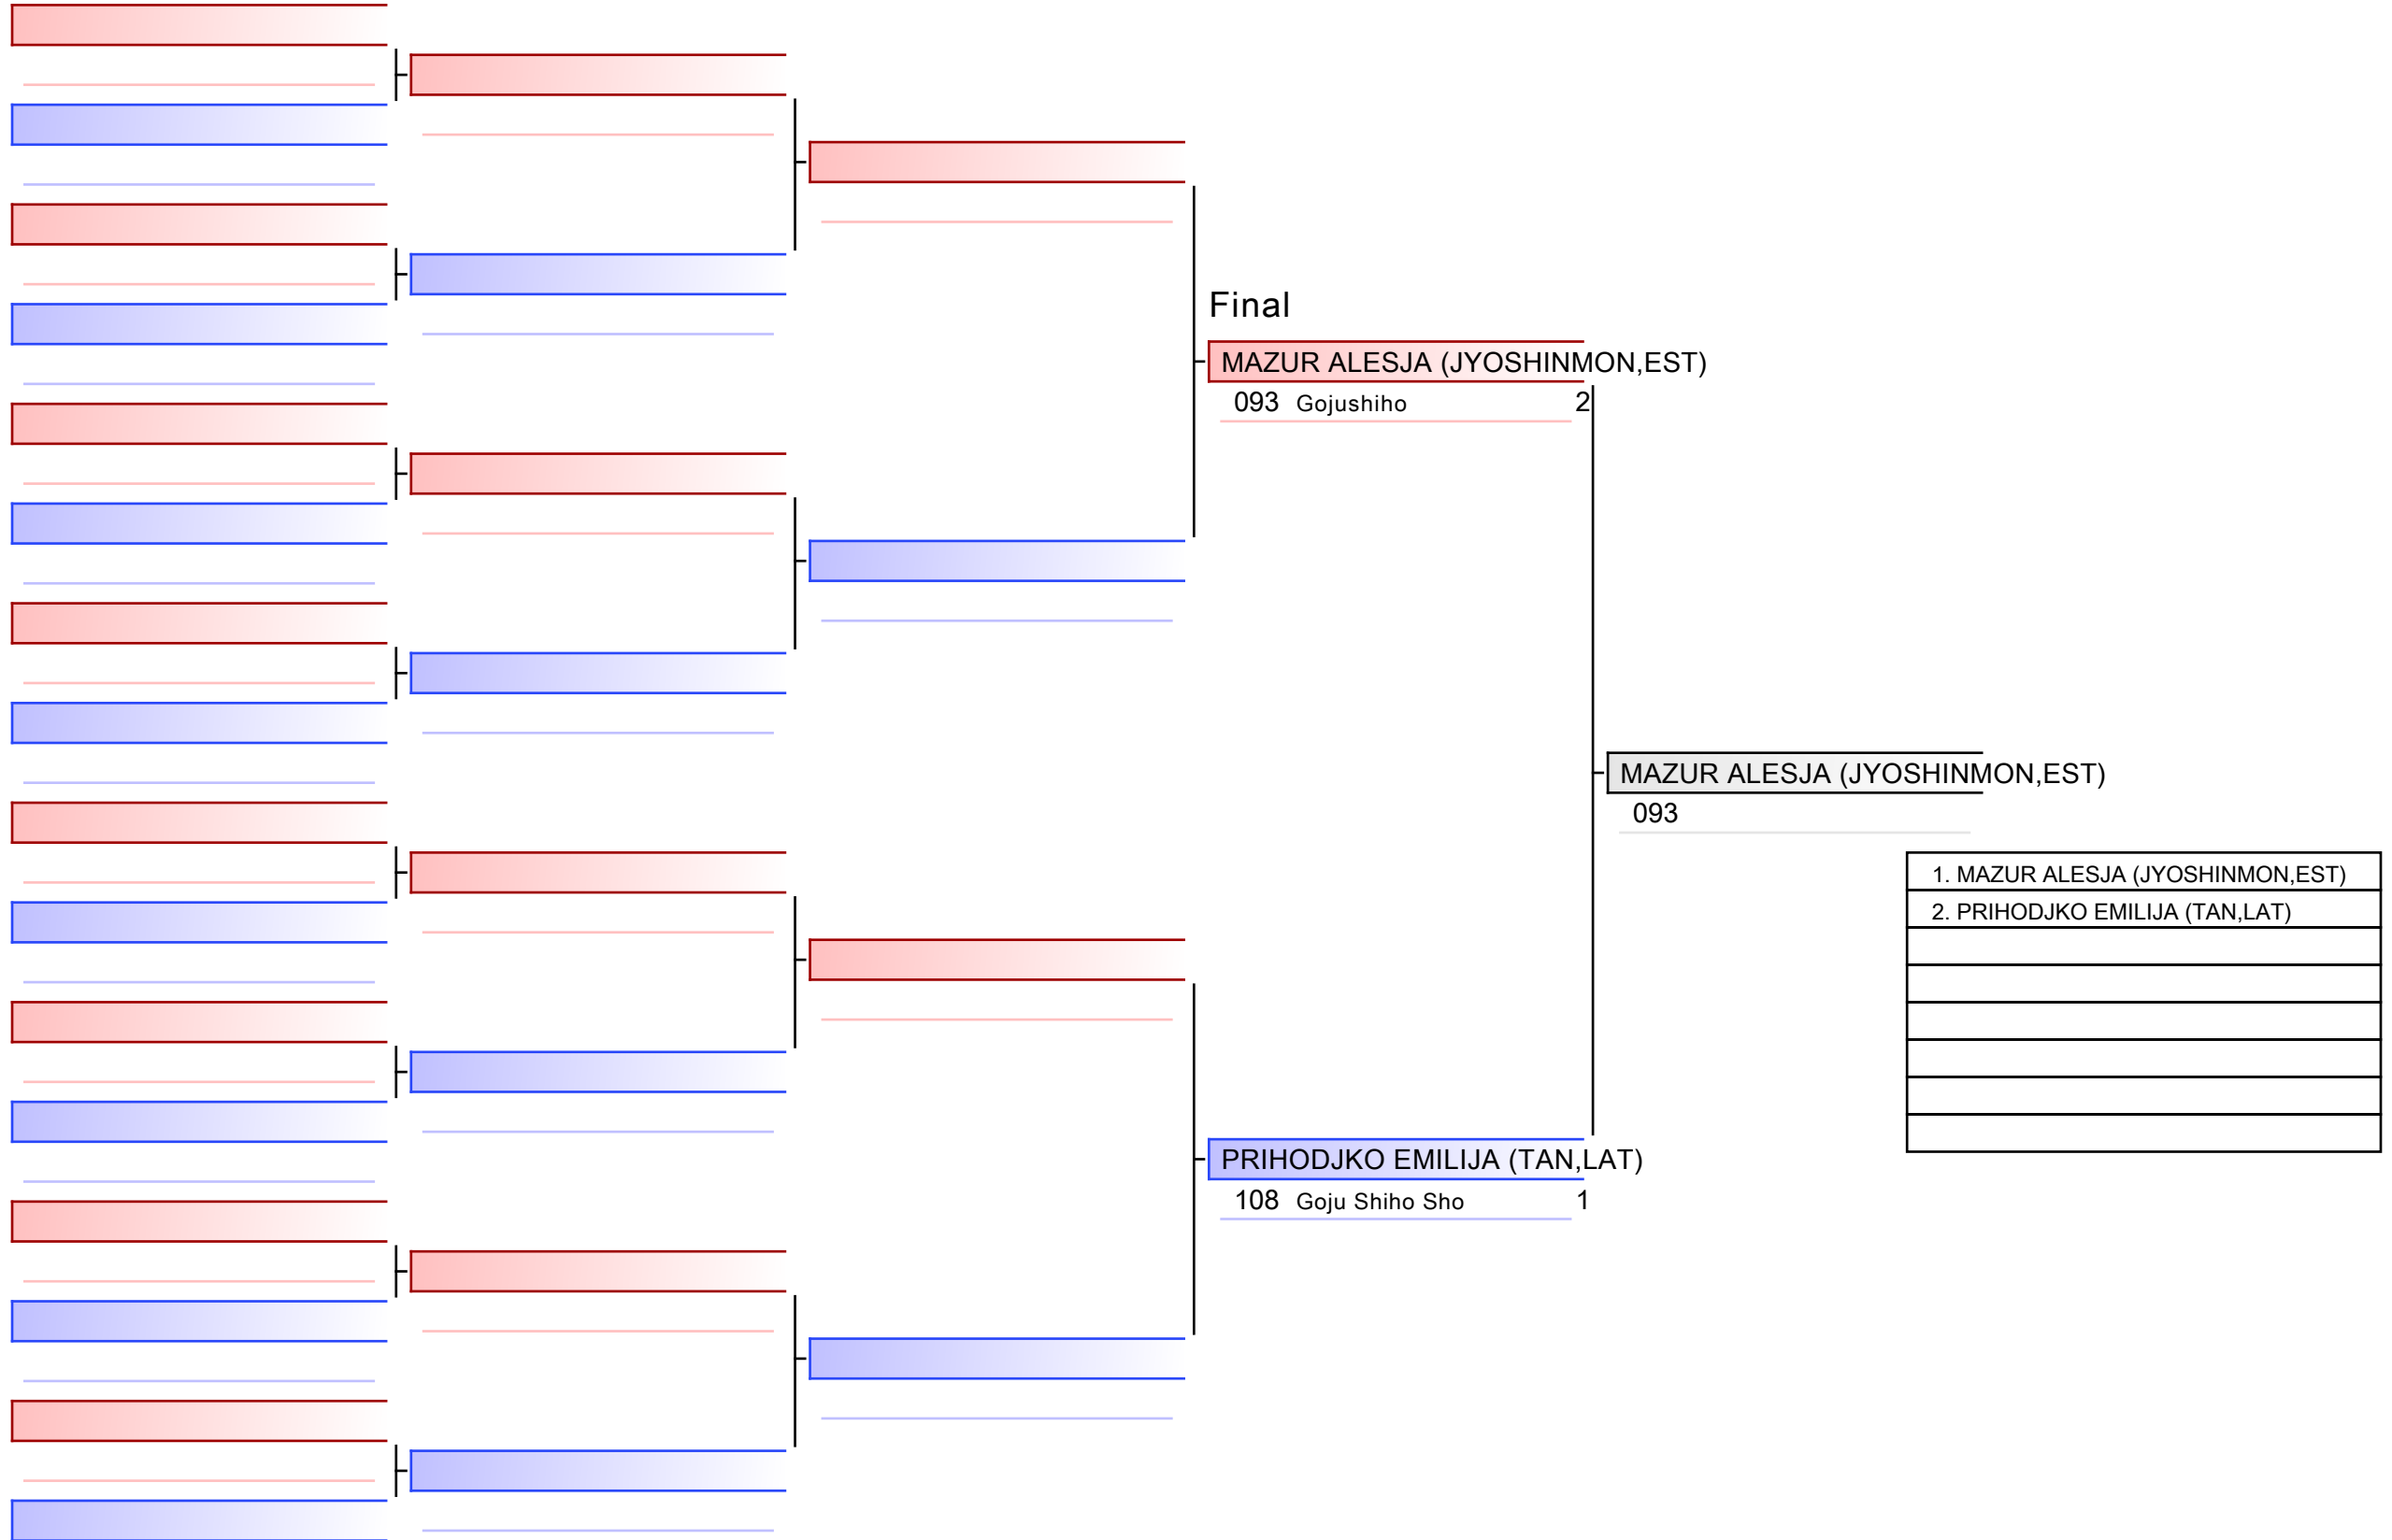 Final
MAZUR ALESJA (JYOSHINMON,EST)
093 Gojushiho 2
MAZUR ALESJA (JYOSHINMON,EST)
093
1. MAZUR ALESJA (JYOSHINMON,EST)
2. PRIHODJKO EMILIJA (TAN,LAT)
PRIHODJKO EMILIJA (TAN,LAT)
108 Goju Shiho Sho 1